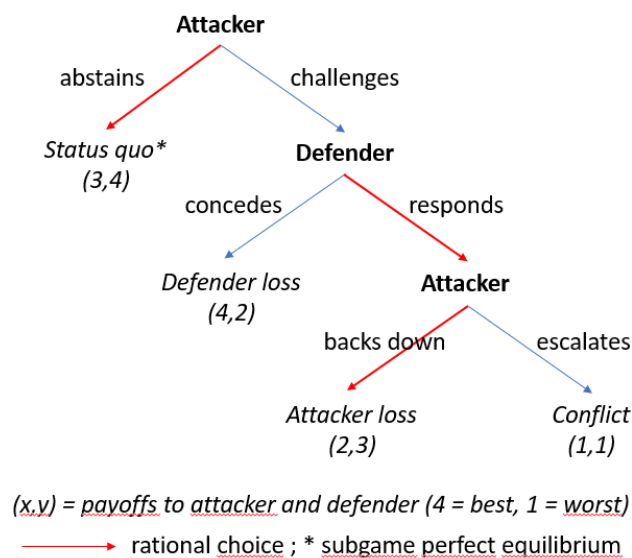 Attacker
abstains challenges
Status quo*
(3,4)
Defender
concedes responds
Defender loss
(4,2)
Attacker
backs down escalates
Attacker loss
(2,3)
Conflict
(1,1)
(x,y) = payoffs to attacker and defender (4 = best, 1 = worst)
rational choice ; * subgame perfect equilibrium